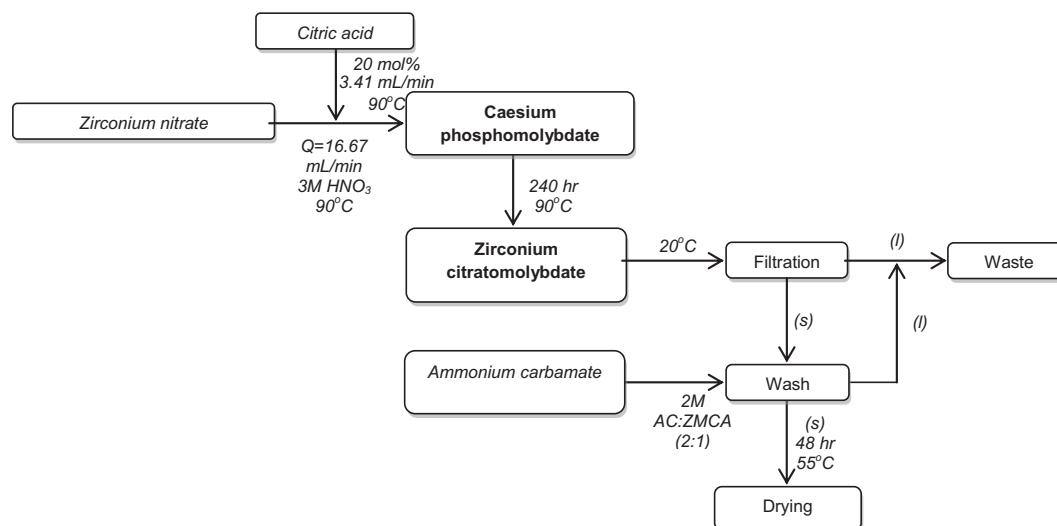 Citric acid
20 mol%
3.41 mL/min
90°C
Zirconium nitrate
Q=16.67
mL/min
3M HNO₃
90°C
Caesium
phosphomolybdate
240 hr
90°C
Zirconium
citratomolybdate
20°C
Filtration
(l)
Waste
(s)
(l)
Ammonium carbamate
2M
AC:ZMCA
(2:1)
Wash
(s)
48 hr
55°C
Drying